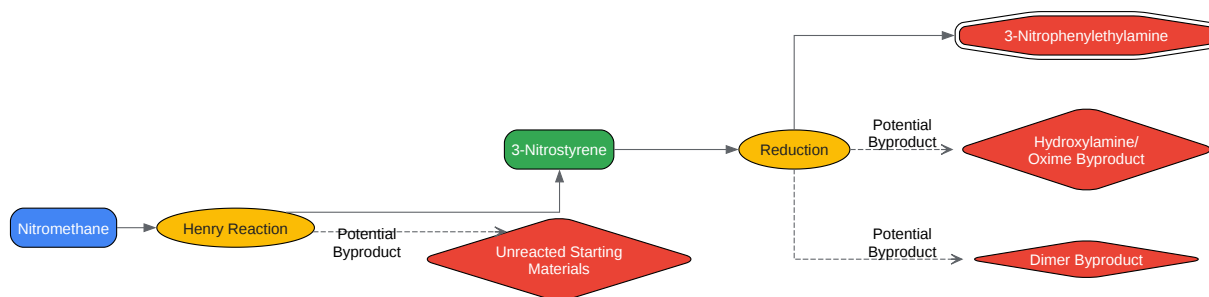 3-Nitrophenylethylamine
Potential
Byproduct
3-Nitrostyrene
Reduction
Hydroxylamine/
Oxime Byproduct
Nitromethane
Henry Reaction
Potential
Byproduct
Unreacted Starting
Materials
Potential
Byproduct
Dimer Byproduct